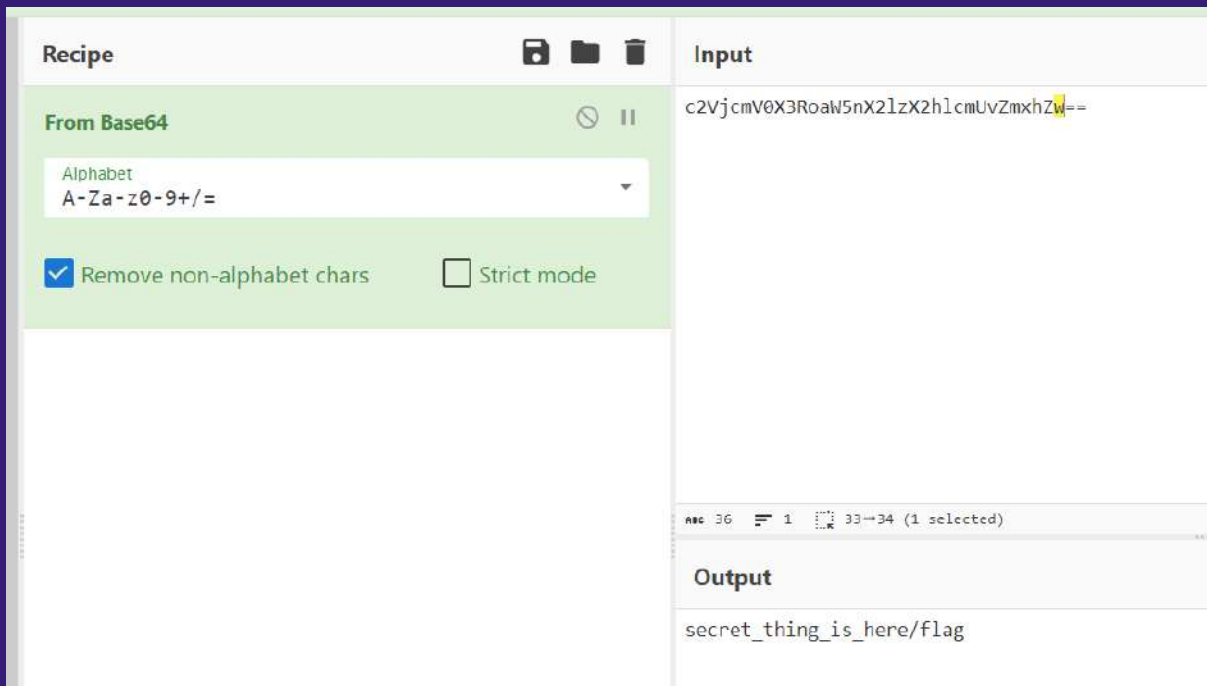 Recipe
From Base64
Alphabet
A-Za-z0-9+/=
Remove non-alphabet chars
Strict mode
Input
c2VjcmV0X3RoaW5nX2lzX2hlcmUvZmxhZw==
ABC 36 1 33→34 (1 selected)
Output
secret_thing_is_here/flag